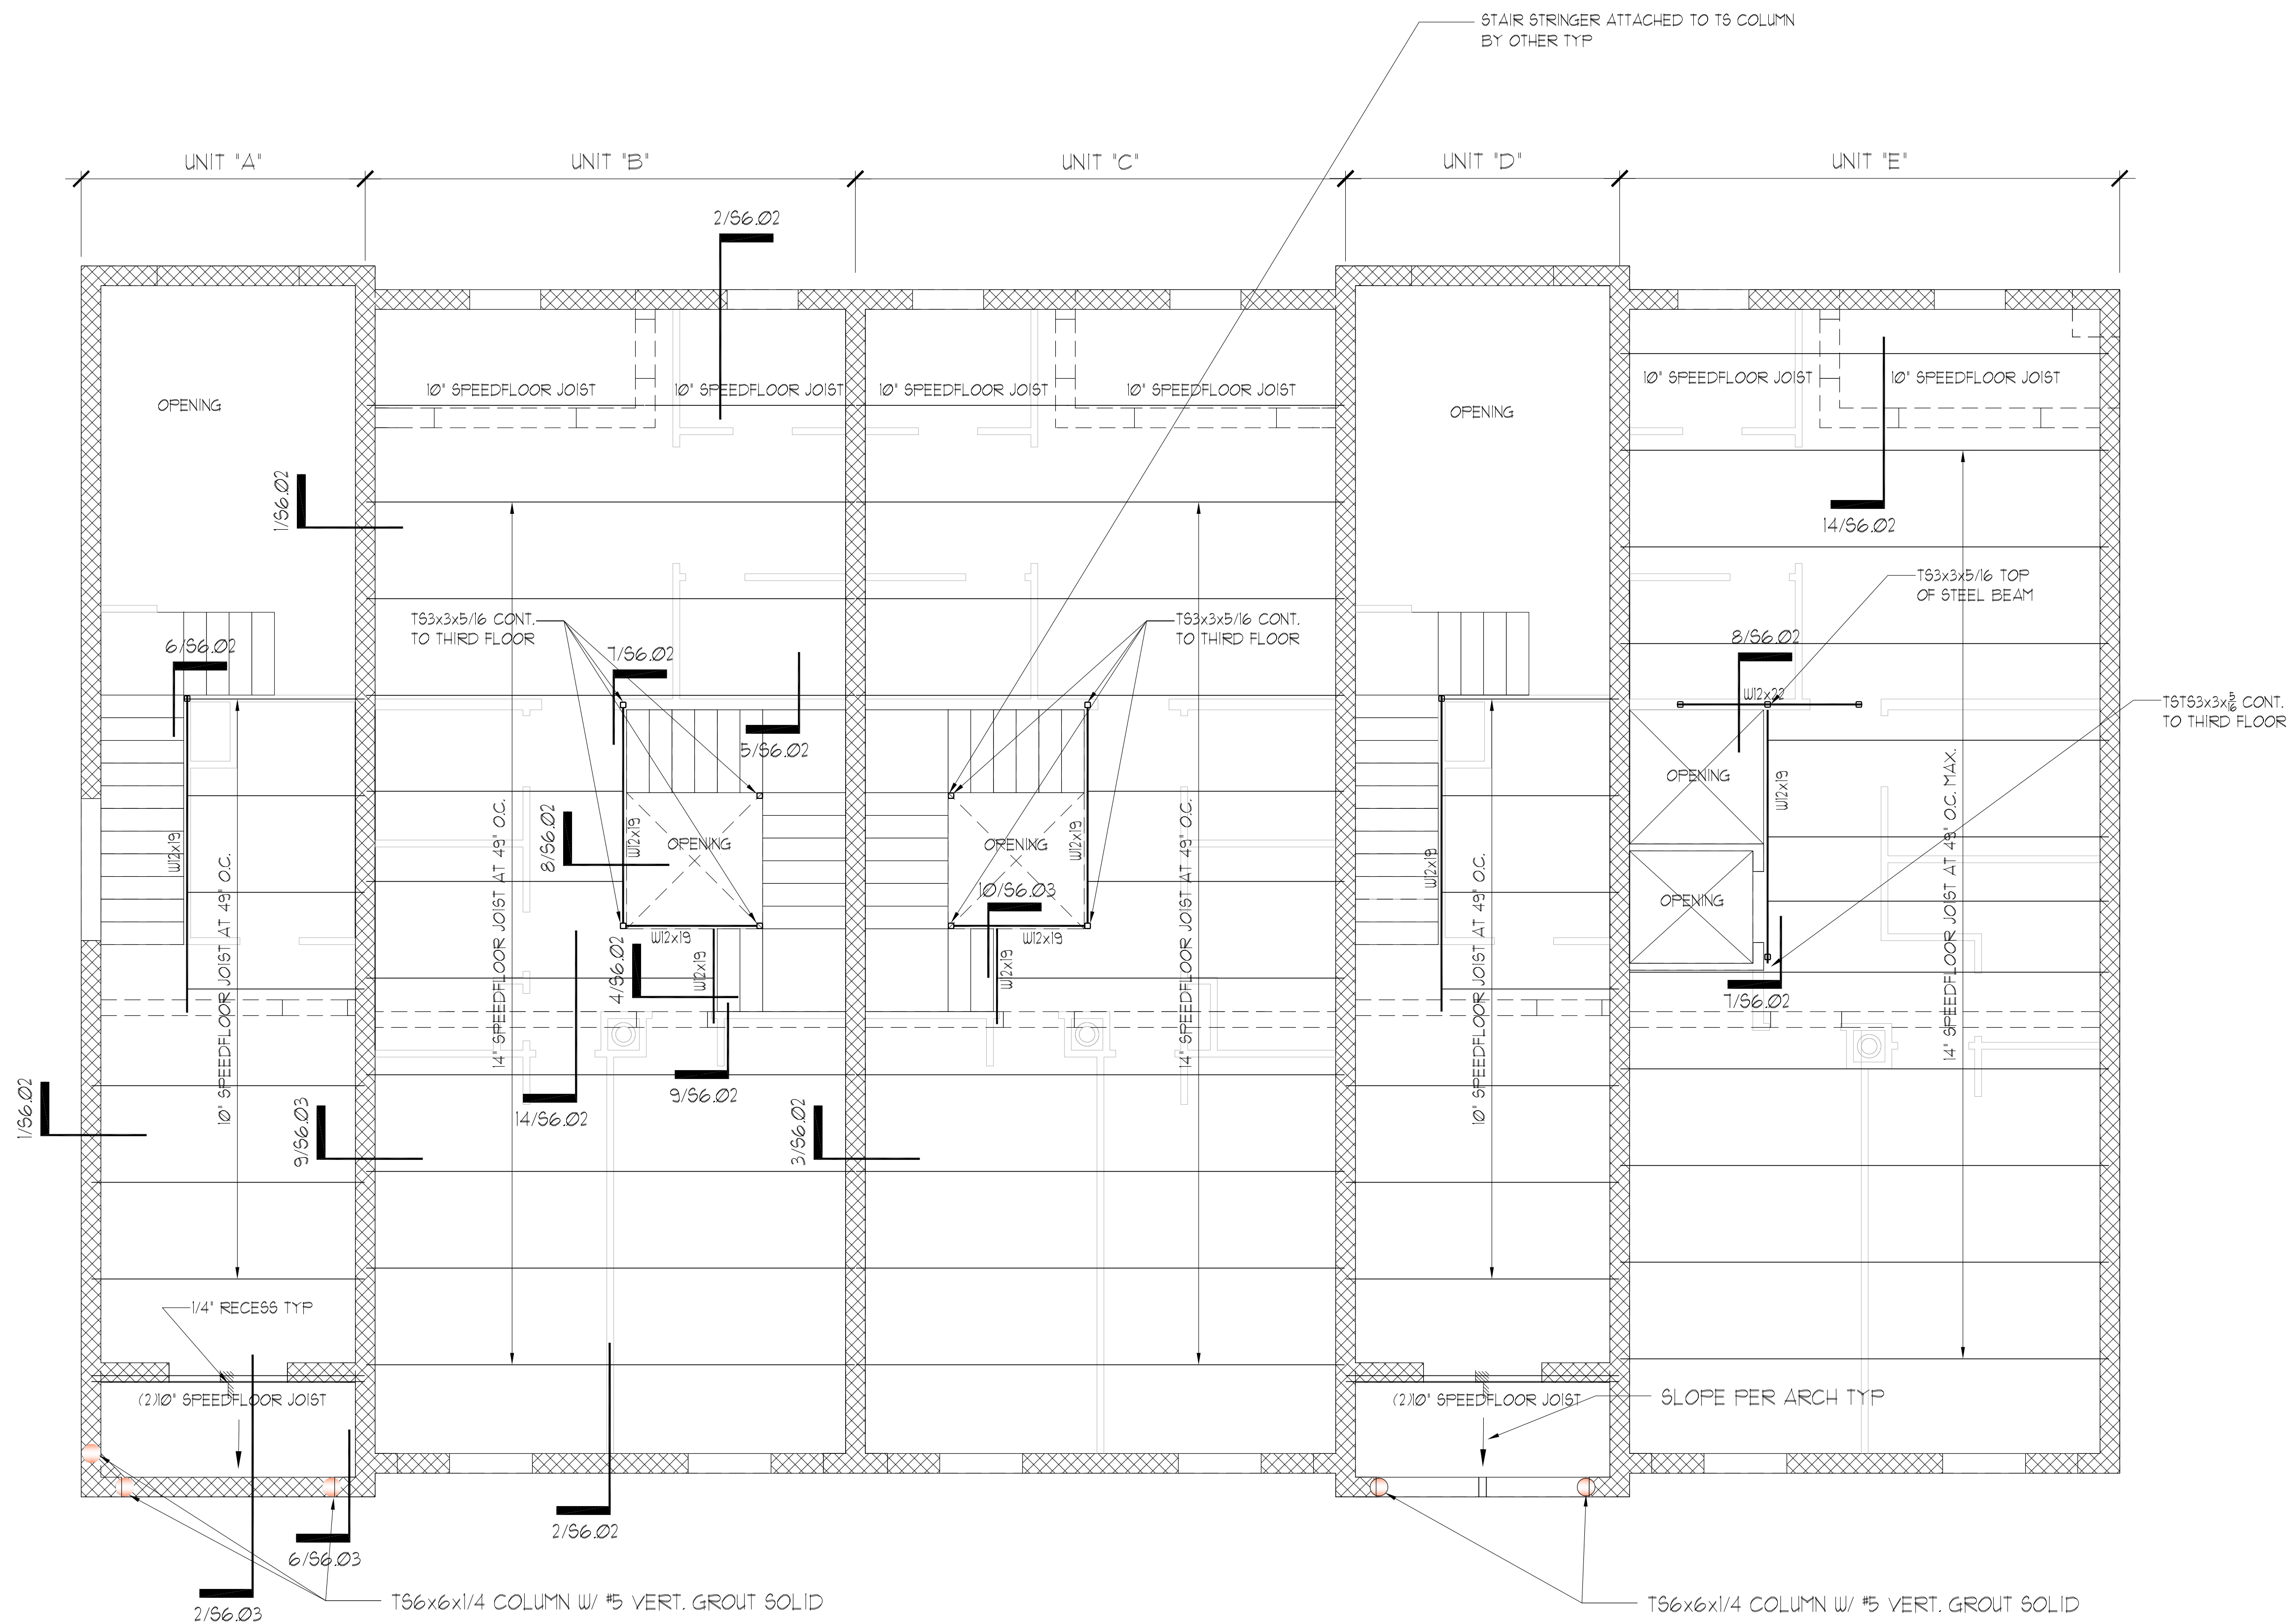 STAIR STRINGER ATTACHED TO TS COLUMN
BY OTHER TYP
UNIT "A"
UNIT "B"
UNIT "C"
UNIT "D"
UNIT "E"
2/S6.02
10" SPEEDFLOOR JOIST
10" SPEEDFLOOR JOIST
10" SPEEDFLOOR JOIST
10" SPEEDFLOOR JOIST
10" SPEEDFLOOR JOIST
10" SPEEDFLOOR JOIST
OPENING
OPENING
1/S6.02
14/S6.02
TS3x3x5/16 TOP
OF STEEL BEAM
TS3x3x5/16 CONT.
TO THIRD FLOOR
TS3x3x5/16 CONT.
TO THIRD FLOOR
6/S6.02
7/S6.02
8/S6.02
W12x22
TSTS3x3x5/16 CONT.
TO THIRD FLOOR
5/S6.02
OPENING
W12x19
W12x19
8/S6.02
W12x19
OPENING
OPENING
W12x19
W12x19
10" SPEEDFLOOR JOIST AT 49" O.C.
14" SPEEDFLOOR JOIST AT 49" O.C.
14" SPEEDFLOOR JOIST AT 49" O.C.
10" SPEEDFLOOR JOIST AT 49" O.C.
14" SPEEDFLOOR JOIST AT 49" O.C. MAX.
10/S6.03
OPENING
W12x19
W12x19
4/S6.02
W12x19
W12x19
7/S6.02
9/S6.02
14/S6.02
1/S6.02
9/S6.03
3/S6.02
1/4" RECESS TYP
(2)10" SPEEDFLOOR JOIST
(2)10" SPEEDFLOOR JOIST
SLOPE PER ARCH TYP
2/S6.02
6/S6.03
2/S6.03
TS6x6x1/4 COLUMN W/ #5 VERT. GROUT SOLID
TS6x6x1/4 COLUMN W/ #5 VERT. GROUT SOLID